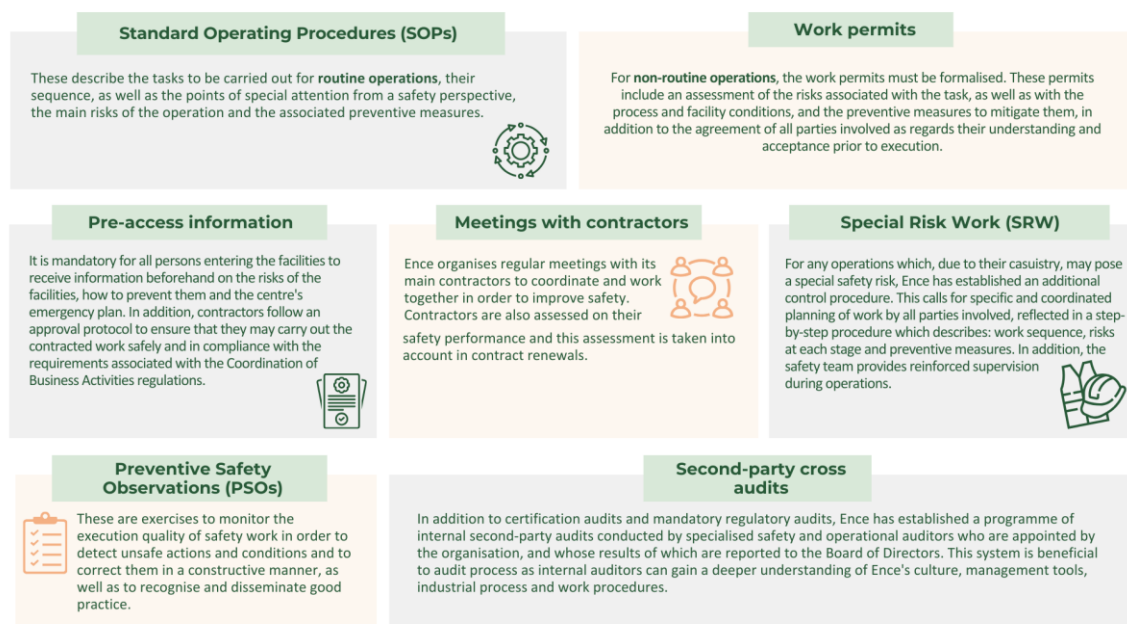 Standard Operating Procedures (SOPs)
These describe the tasks to be carried out for routine operations, their
sequence, as well as the points of special attention from a safety perspective,
the main risks of the operation and the associated preventive measures.
Work permits
For non-routine operations, the work permits must be formalised. These permits
include an assessment of the risks associated with the task, as well as with the
process and facility conditions, and the preventive measures to mitigate them, in
addition to the agreement of all parties involved as regards their understanding and
acceptance prior to execution.
Pre-access information
It is mandatory for all persons entering the facilities to
receive information beforehand on the risks of the
facilities, how to prevent them and the centre's
emergency plan. In addition, contractors follow an
approval protocol to ensure that they may carry out the
contracted work safely and in compliance with the
requirements associated with the Coordination of
Business Activities regulations.
Meetings with contractors
Ence organises regular meetings with its
main contractors to coordinate and work
together in order to improve safety.
Contractors are also assessed on their
safety performance and this assessment is taken into
account in contract renewals.
Special Risk Work (SRW)
For any operations which, due to their casuistry, may pose
a special safety risk, Ence has established an additional
control procedure. This calls for specific and coordinated
planning of work by all parties involved, reflected in a step-
by-step procedure which describes: work sequence, risks
at each stage and preventive measures. In addition, the
safety team provides reinforced supervision
during operations.
Preventive Safety
Observations (PSOs)
These are exercises to monitor the
execution quality of safety work in order to
detect unsafe actions and conditions and to
correct them in a constructive manner, as
well as to recognise and disseminate good
practice.
Second-party cross
audits
In addition to certification audits and mandatory regulatory audits, Ence has established a programme of
internal second-party audits conducted by specialised safety and operational auditors who are appointed by
the organisation, and whose results of which are reported to the Board of Directors. This system is beneficial
to audit process as internal auditors can gain a deeper understanding of Ence's culture, management tools,
industrial process and work procedures.